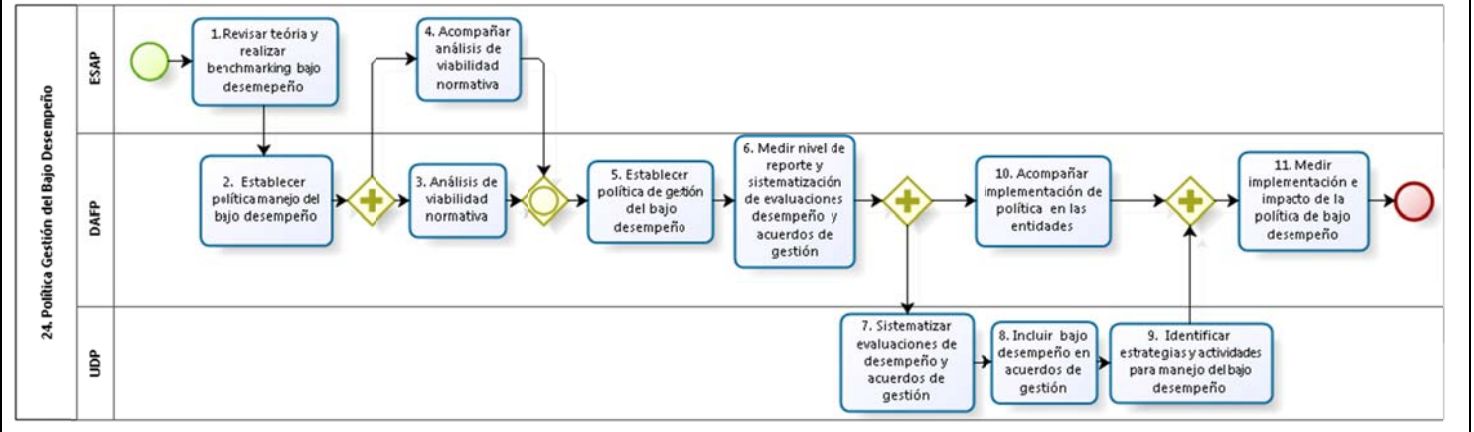 24. Política Gestión del Bajo Desempeño
ESAP
1.Revisar teória y
realizar
benchmarking bajo
desemepeño
4. Acompañar
análisis de
viabilidad
normativa
DAFP
2. Establecer
política manejo del
bajo desempeño
3. Análisis de
viabilidad
normativa
5. Establecer
política de getión
del bajo
desempeño
6. Medir nivel de
reporte y
sistematización
de evaluaciones
desempeño y
acuerdos de
gestión
10. Acompañar
implementación de
política en las
entidades
11. Medir
implementación e
impacto de la
política de bajo
desempeño
UDP
7. Sistematizar
evaluaciones de
desempeño y
acuerdos de
gestión
8. Incluir bajo
desempeño en
acuerdos de
gestión
9. Identificar
estrategias y actividades
para manejo del bajo
desempeño